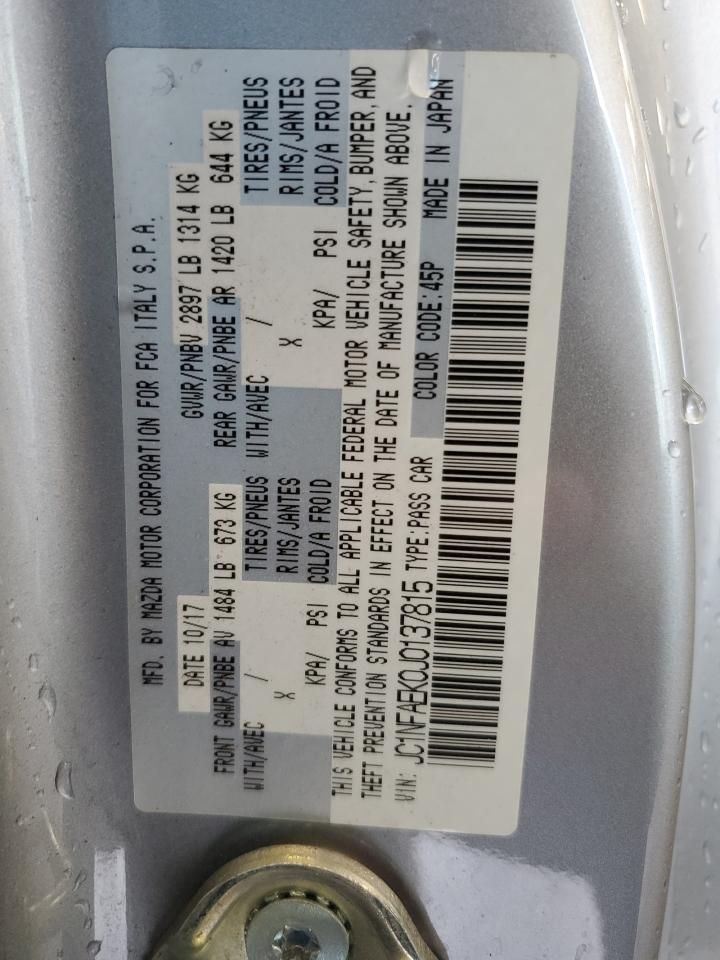 MFD. BY MAZDA MOTOR CORPORATION FOR FCA ITALY S.P.A.
DATE 10/17 GVWR/PNBV 2897 LB 1314 KG
FRONT GAWR/PNBE AV 1484 LB 673 KG REAR GAWR/PNBE AR 1420 LB 644 KG
WITH/AVEC / TIRES/PNEUS WITH/AVEC / TIRES/PNEUS
X RIMS/JANTES X RIMS/JANTES
KPA/ PSI COLD/A FROID KPA/ PSI COLD/A FROID
THIS VEHICLE CONFORMS TO ALL APPLICABLE FEDERAL MOTOR VEHICLE SAFETY, BUMPER, AND
THEFT PREVENTION STANDARDS IN EFFECT ON THE DATE OF MANUFACTURE SHOWN ABOVE.
VIN: JC1NFAEK0J0137815 TYPE:PASS CAR COLOR CODE:45P MADE IN JAPAN